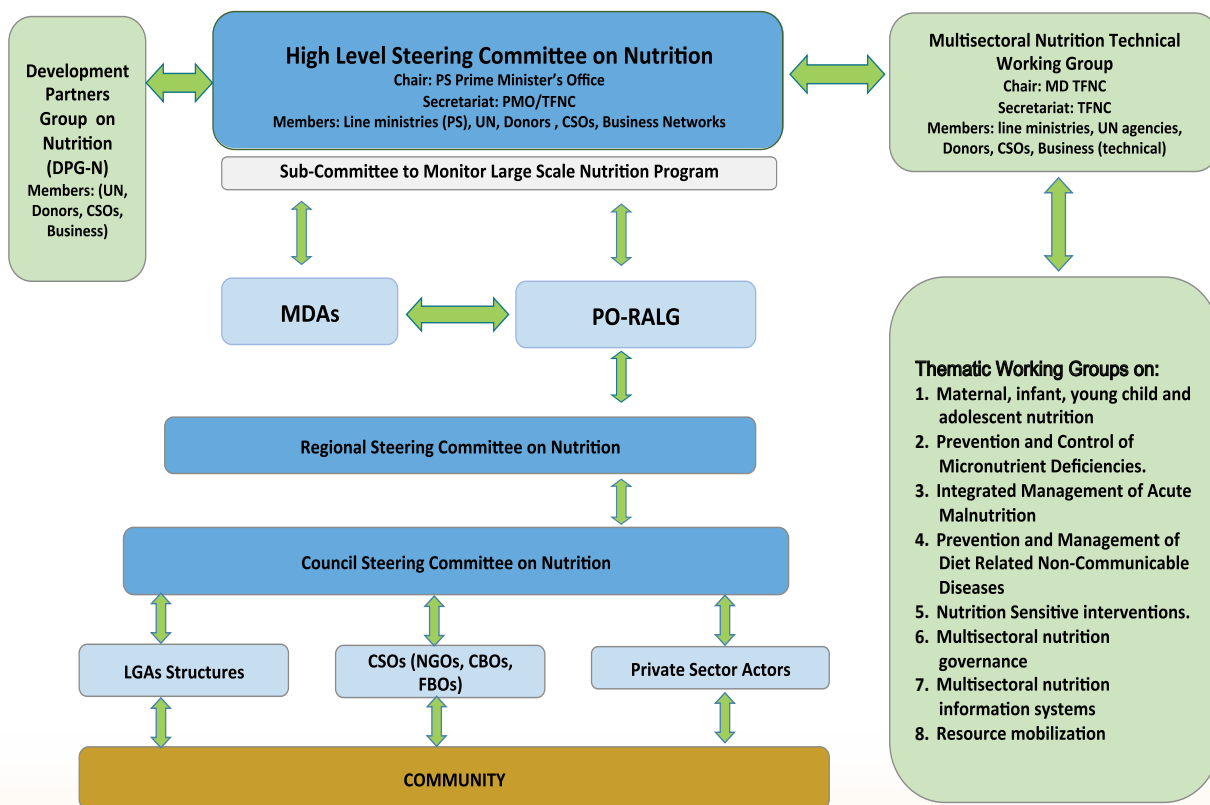 Development
Partners
Group on
Nutrition
(DPG-N)
Members: (UN,
Donors, CSOs,
Business)
High Level Steering Committee on Nutrition
Chair: PS Prime Minister's Office
Secretariat: PMO/TFNC
Members: Line ministries (PS), UN, Donors , CSOs, Business Networks
Sub-Committee to Monitor Large Scale Nutrition Program
Multisectoral Nutrition Technical
Working Group
Chair: MD TFNC
Secretariat: TFNC
Members: line ministries, UN agencies,
Donors, CSOs, Business (technical)
MDAs
PO-RALG
Regional Steering Committee on Nutrition
Council Steering Committee on Nutrition
LGAs Structures
CSOs (NGOs, CBOs,
FBOs)
Private Sector Actors
COMMUNITY
Thematic Working Groups on:
1. Maternal, infant, young child and
adolescent nutrition
2. Prevention and Control of
Micronutrient Deficiencies.
3. Integrated Management of Acute
Malnutrition
4. Prevention and Management of
Diet Related Non-Communicable
Diseases
5. Nutrition Sensitive interventions.
6. Multisectoral nutrition
governance
7. Multisectoral nutrition
information systems
8. Resource mobilization